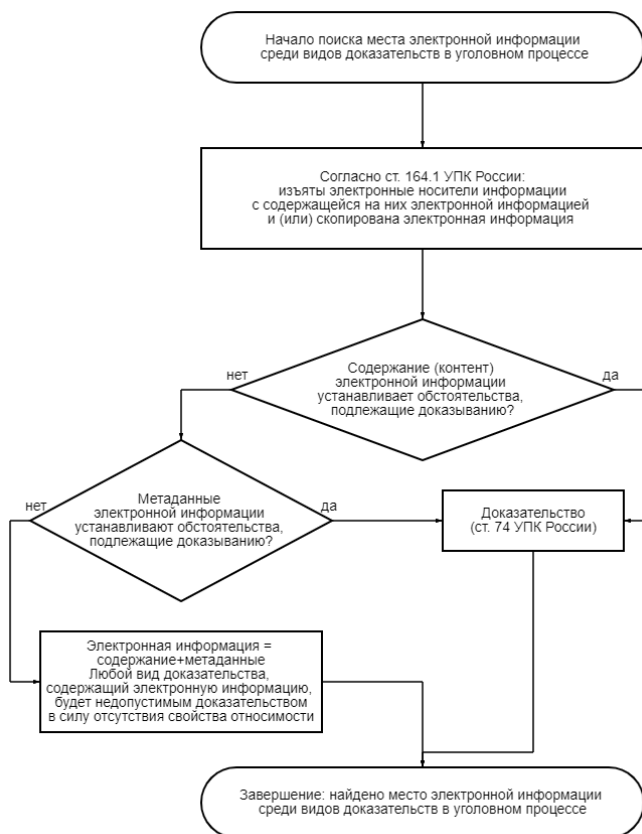 Начало поиска места электронной информации
среди видов доказательств в уголовном процессе
Согласно ст. 164.1 УПК России:
изъяты электронные носители информации
с содержащейся на них электронной информацией
и (или) скопирована электронная информация
нет
Содержание (контент)
электронной информации
устанавливает обстоятельства,
подлежащие доказыванию?
да
нет
Метаданные
электронной информации
устанавливают обстоятельства,
подлежащие доказыванию?
да
Доказательство
(ст. 74 УПК России)
Электронная информация =
содержание+метаданные
Любой вид доказательства,
содержащий электронную информацию,
будет недопустимым доказательством
в силу отсутствия свойства относимости
Завершение: найдено место электронной информации
среди видов доказательств в уголовном процессе